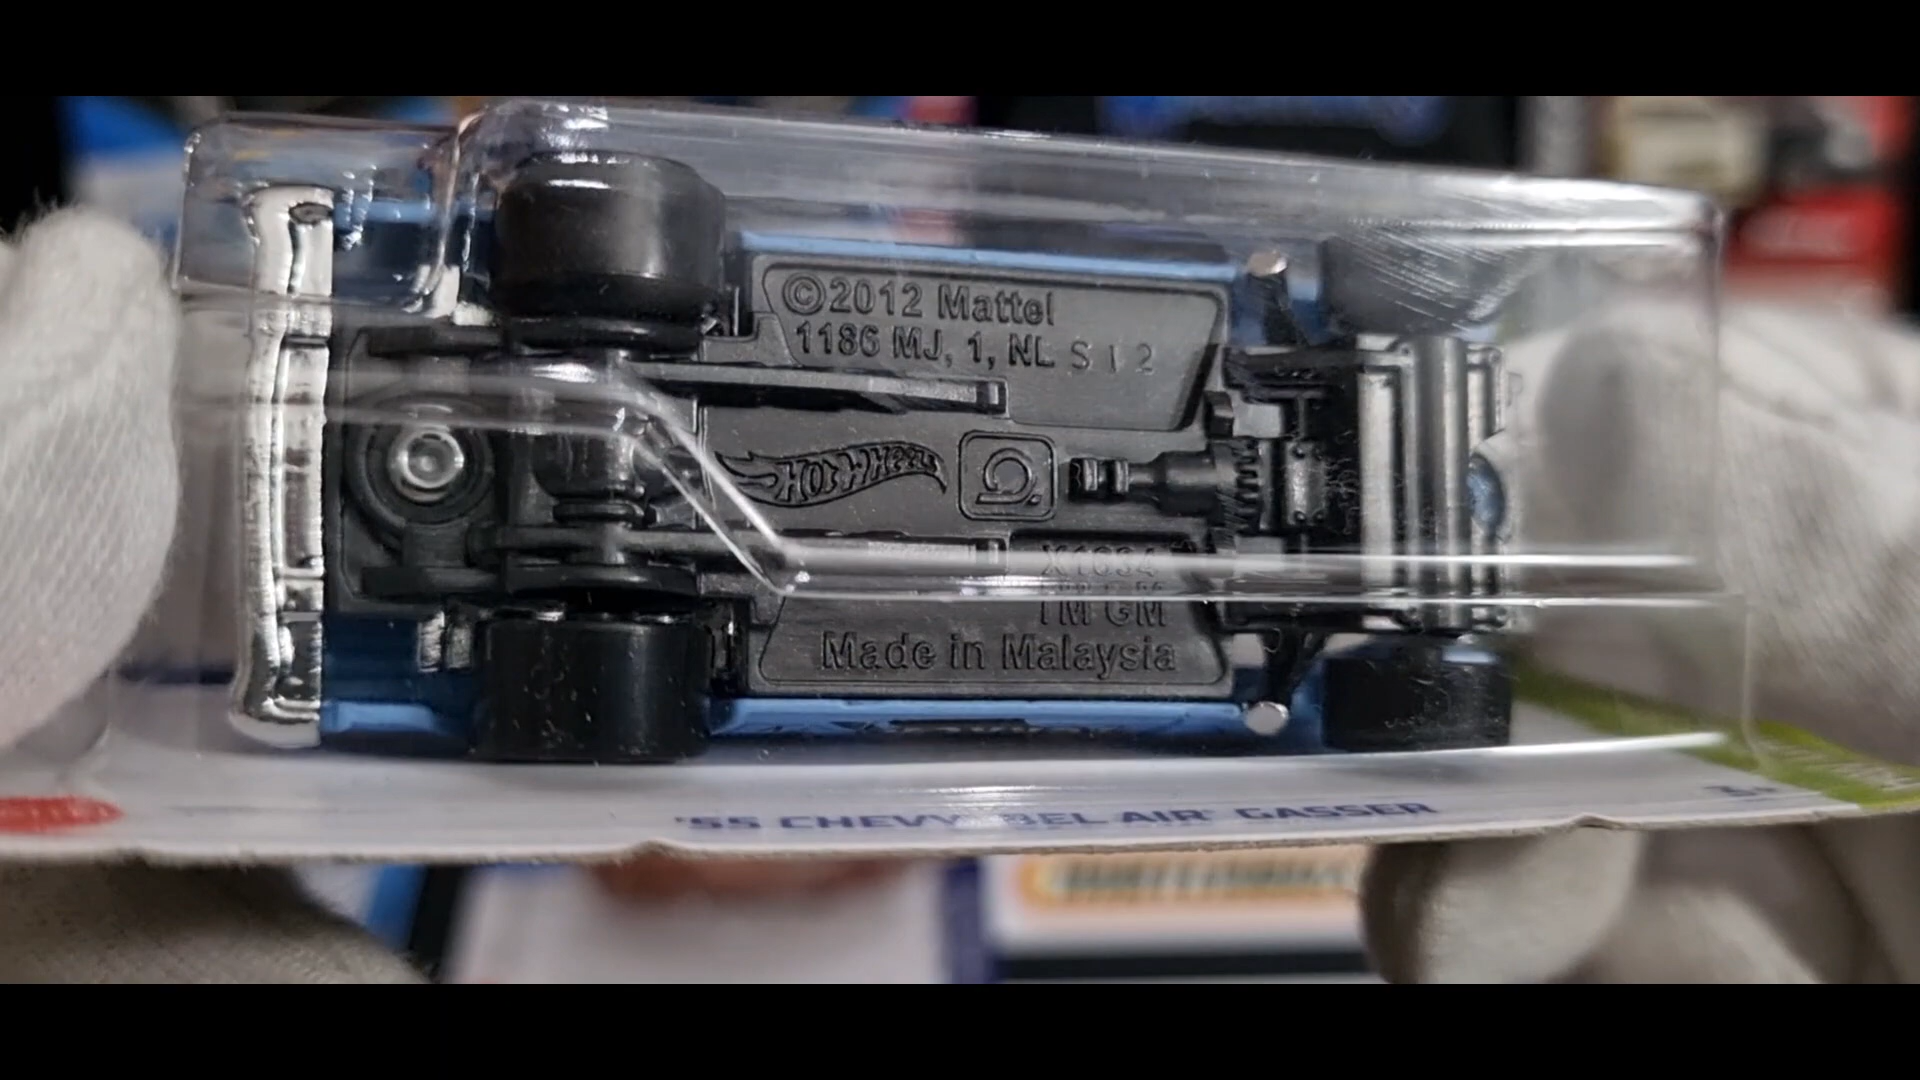 ©2012 Mattel
1186 MJ, 1, NL S 1 2
HOT WHEELS
X1634
TM GM
Made in Malaysia
'55 CHEVY BEL AIR GASSER